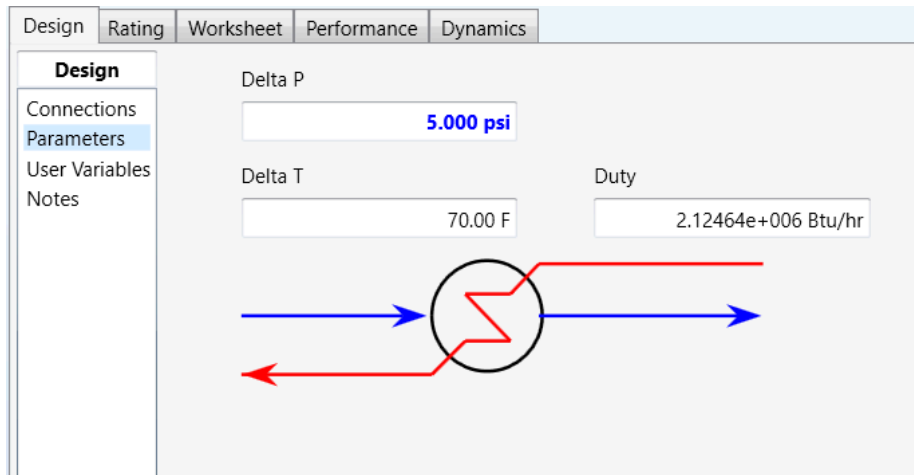 Design Rating Worksheet Performance Dynamics
Design
Connections
Parameters
User Variables
Notes
Delta P
5.000 psi
Delta T
70.00 F
Duty
2.12464e+006 Btu/hr